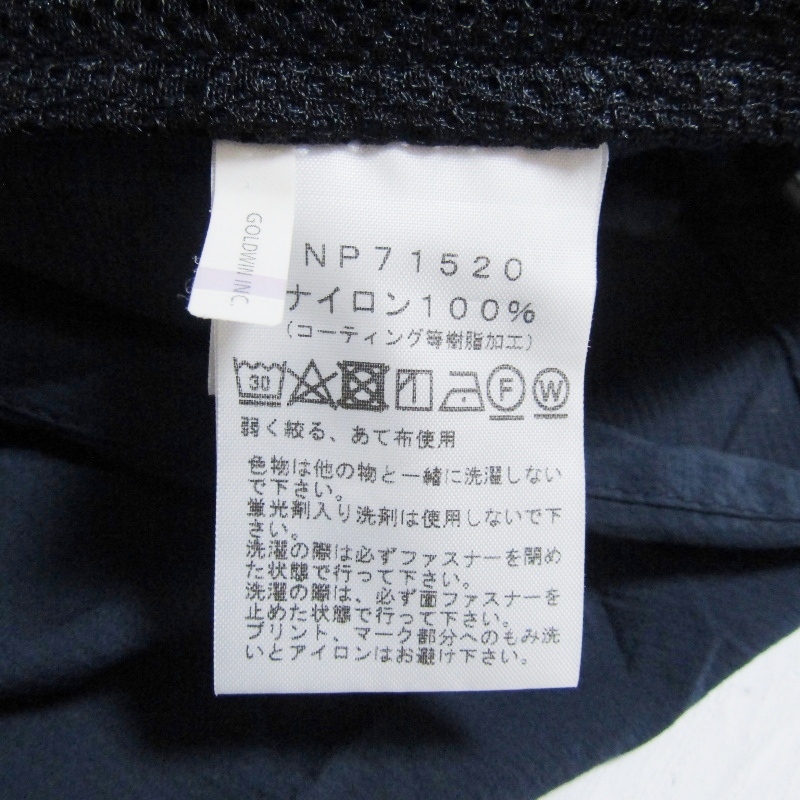 GOLDWIN INC.
NP71520
ナイロン100%
(コーティング等樹脂加工)
30
F
W
弱く絞る、あて布使用
色物は他の物と一緒に洗濯しない
で下さい。
蛍光剤入り洗剤は使用しないで下
さい。
洗濯の際は必ずファスナーを閉め
た状態で行って下さい。
洗濯の際は、必ず面ファスナーを
止めた状態で行って下さい。
プリント、マーク部分へのもみ洗
いとアイロンはお避け下さい。